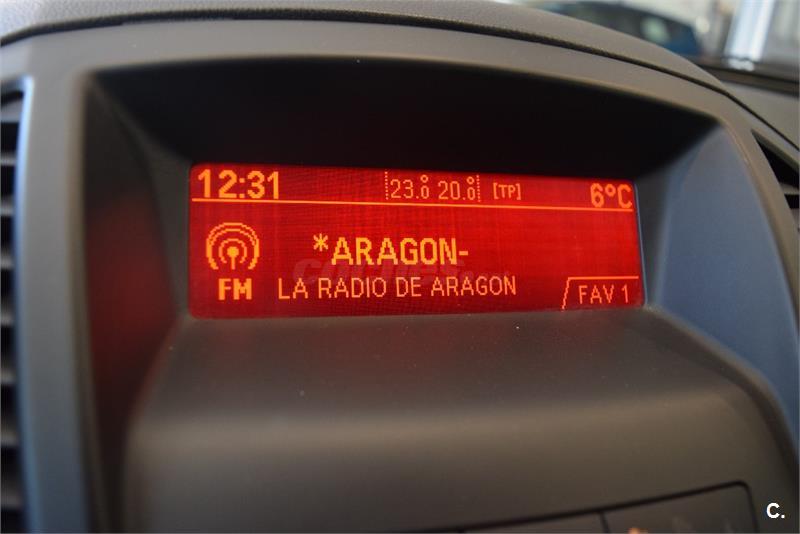 12:31 23.0 20.0 [TP] 6°C
*ARAGON-
FM LA RADIO DE ARAGON FAV 1
C.